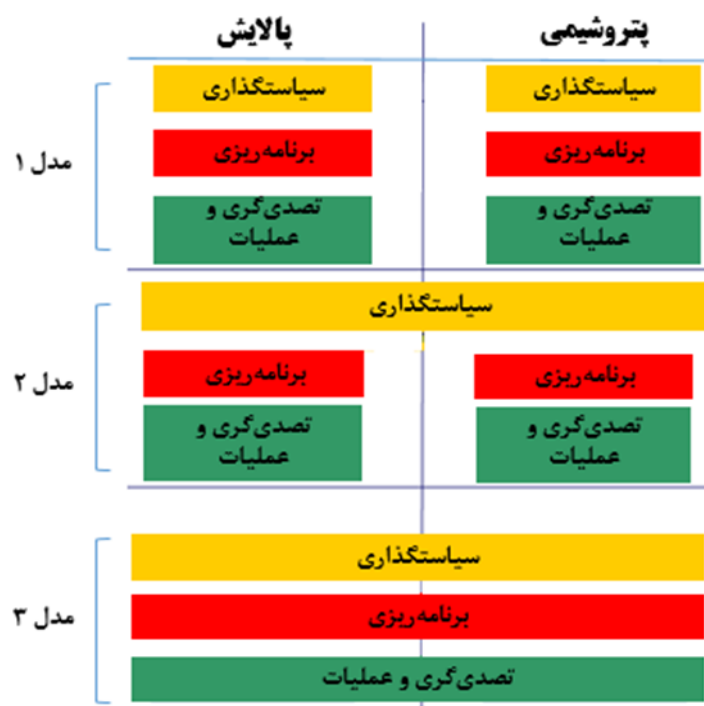 پتروشیمی
پالایش
مدل ۱
سیاستگذاری
سیاستگذاری
برنامه‌ریزی
برنامه‌ریزی
تصدی‌گری و
عملیات
تصدی‌گری و
عملیات
مدل ۲
سیاستگذاری
برنامه‌ریزی
برنامه‌ریزی
تصدی‌گری و
عملیات
تصدی‌گری و
عملیات
مدل ۳
سیاستگذاری
برنامه‌ریزی
تصدی‌گری و عملیات